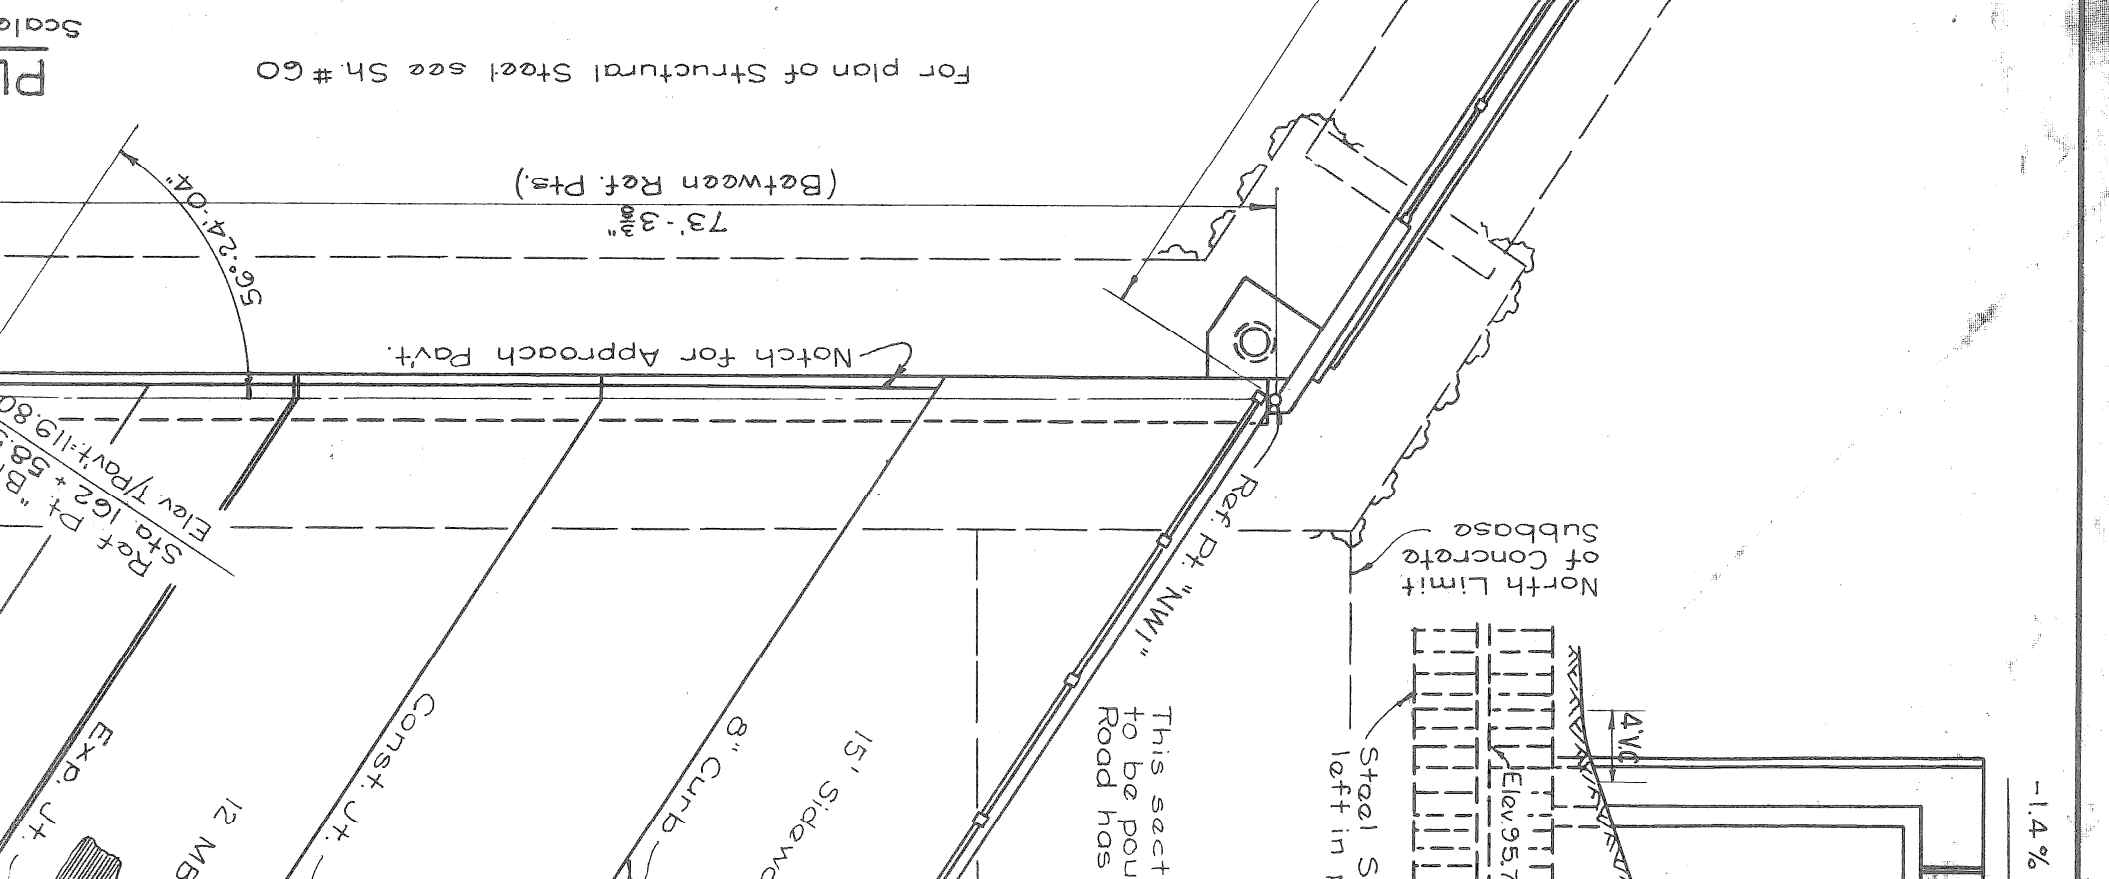 For plan of Structural Steel see Sh. #60
Scale
PL
(Between Ref. Pts.)
73'-3 3/8"
56°.24'.04"
Notch for Approach Pav't.
Ref Pt "B
Sta. 162 + 58.
Elev. T/Pav't.=119.80
Ref. Pt. "NW1"
North Limit
of Concrete
Subbase
Exp. Jt.
12 MB
Const. Jt.
8" Curb
15' Sidew
This sect
to be pou
Road has
Steel S
left in
Elev. 95.7
4'V.C.
-1.4%